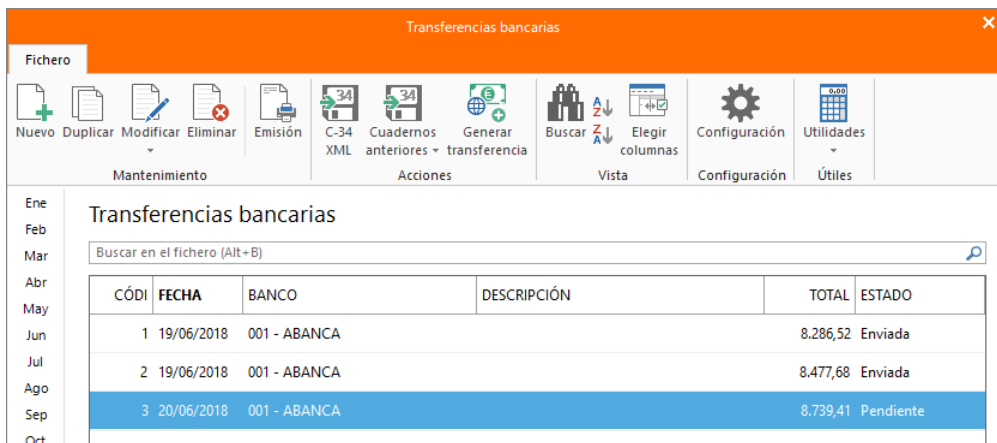 Transferencias bancarias
Fichero
34 34 0,00
Nuevo Duplicar Modificar Eliminar Emisión C-34 XML Cuadernos anteriores Generar transferencia Buscar A Z Z A Elegir columnas Configuración Utilidades
Mantenimiento Acciones Vista Configuración Útiles
Ene
Feb
Mar
Abr
May
Jun
Jul
Ago
Sep
Oct
Transferencias bancarias
Buscar en el fichero (Alt+B)
CÓDI FECHA BANCO DESCRIPCIÓN TOTAL ESTADO
1 19/06/2018 001 - ABANCA 8.286,52 Enviada
2 19/06/2018 001 - ABANCA 8.477,68 Enviada
3 20/06/2018 001 - ABANCA 8.739,41 Pendiente